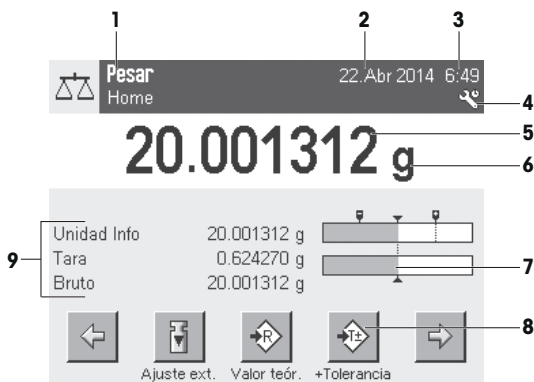 1 2 3
Pesar 22.Abr 2014 6:49
Home
4
20.001312 g
5
6
Unidad Info 20.001312 g
9 Tara 0.624270 g 7
Bruto 20.001312 g
R T± 8
Ajuste ext. Valor teór. +Tolerancia